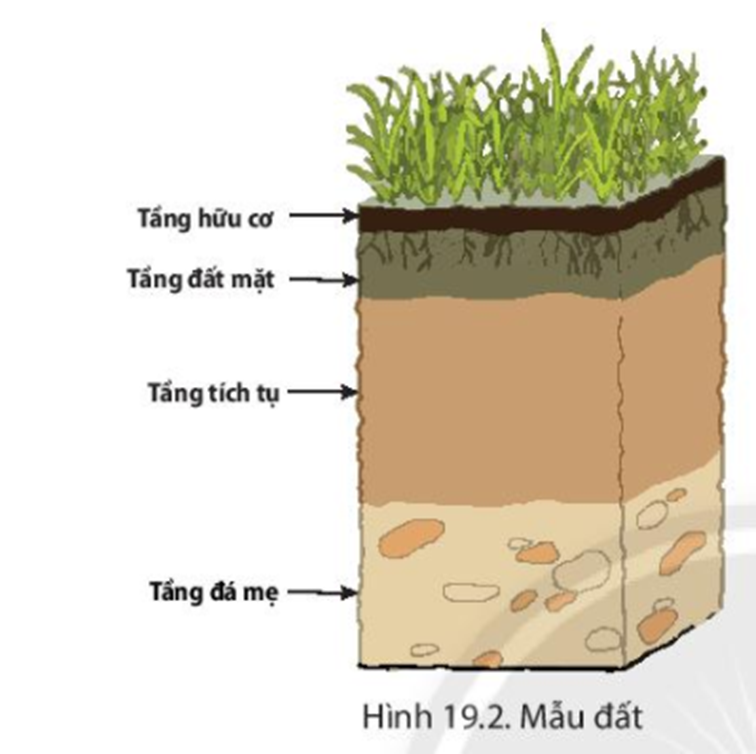 Tầng hữu cơ
Tầng đất mặt
Tầng tích tụ
Tầng đá mẹ
Hình 19.2. Mẫu đất